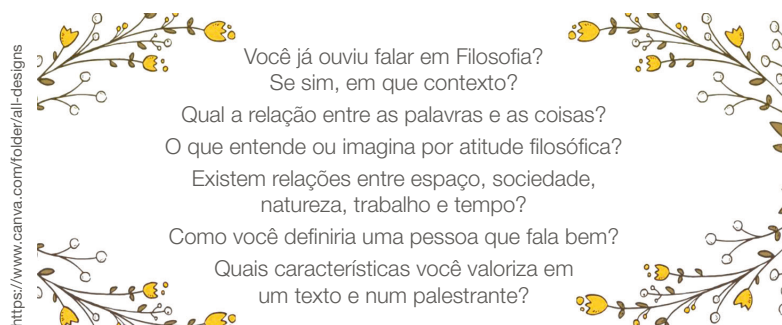 https://www.canva.com/folder/all-designs
Você já ouviu falar em Filosofia?
Se sim, em que contexto?
Qual a relação entre as palavras e as coisas?
O que entende ou imagina por atitude filosófica?
Existem relações entre espaço, sociedade,
natureza, trabalho e tempo?
Como você definiria uma pessoa que fala bem?
Quais características você valoriza em
um texto e num palestrante?